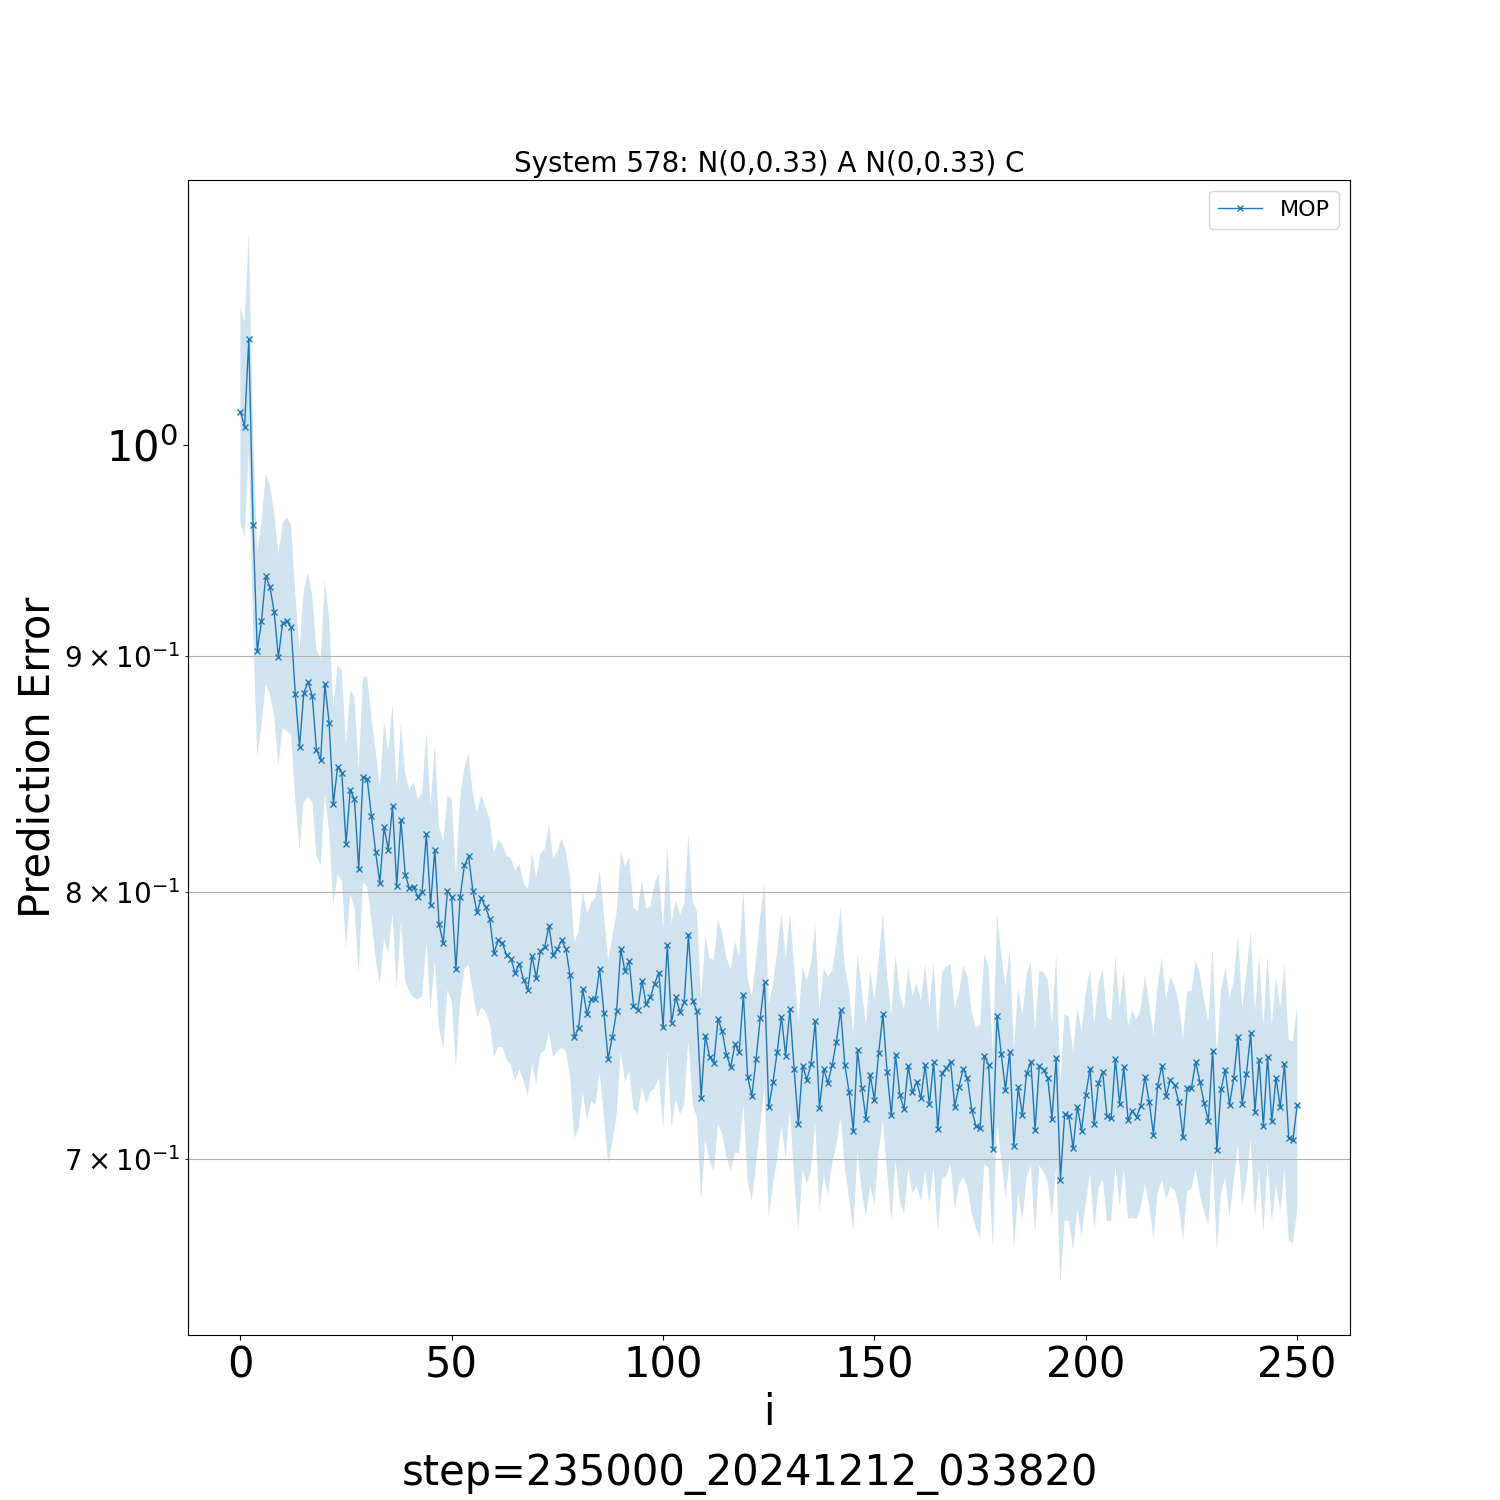 System 578: N(0,0.33) A N(0,0.33) C
MOP
10⁰
9 × 10⁻¹
8 × 10⁻¹
7 × 10⁻¹
Prediction Error
0 50 100 150 200 250
i
step=235000_20241212_033820